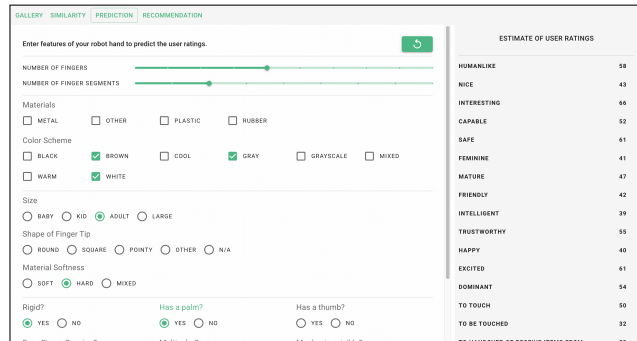 GALLERY SIMILARITY PREDICTION RECOMMENDATION
Enter features of your robot hand to predict the user ratings.
NUMBER OF FINGERS
NUMBER OF FINGER SEGMENTS
Materials
METAL OTHER PLASTIC RUBBER
Color Scheme
BLACK BROWN COOL GRAY GRAYSCALE MIXED
WARM WHITE
Size
BABY KID ADULT LARGE
Shape of Finger Tip
ROUND SQUARE POINTY OTHER N/A
Material Softness
SOFT HARD MIXED
Rigid? Has a palm? Has a thumb?
YES NO YES NO YES NO
ESTIMATE OF USER RATINGS
HUMANLIKE 58
NICE 43
INTERESTING 66
CAPABLE 52
SAFE 61
FEMININE 41
MATURE 47
FRIENDLY 42
INTELLIGENT 39
TRUSTWORTHY 55
HAPPY 40
EXCITED 61
DOMINANT 54
TO TOUCH 50
TO BE TOUCHED 32